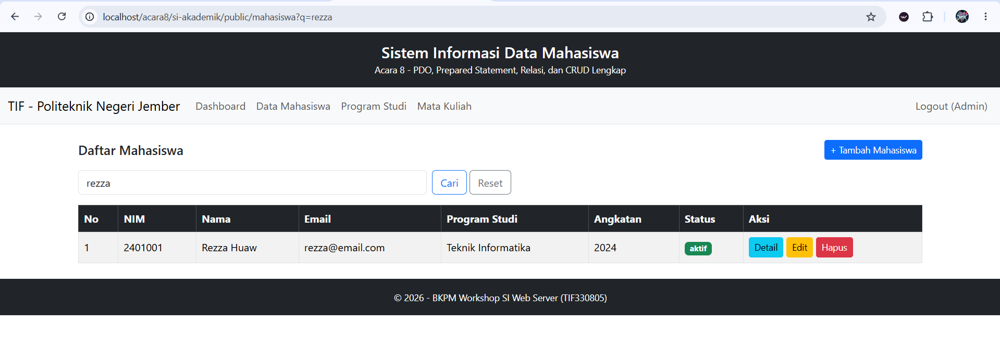 localhost/acara8/si-akademik/public/mahasiswa?q=rezza
Sistem Informasi Data Mahasiswa
Acara 8 - PDO, Prepared Statement, Relasi, dan CRUD Lengkap
TIF - Politeknik Negeri Jember Dashboard Data Mahasiswa Program Studi Mata Kuliah Logout (Admin)
Daftar Mahasiswa + Tambah Mahasiswa
rezza Cari Reset
No NIM Nama Email Program Studi Angkatan Status Aksi
1 2401001 Rezza Huaw rezza@email.com Teknik Informatika 2024 aktif Detail Edit Hapus
© 2026 - BKPM Workshop SI Web Server (TIF330805)